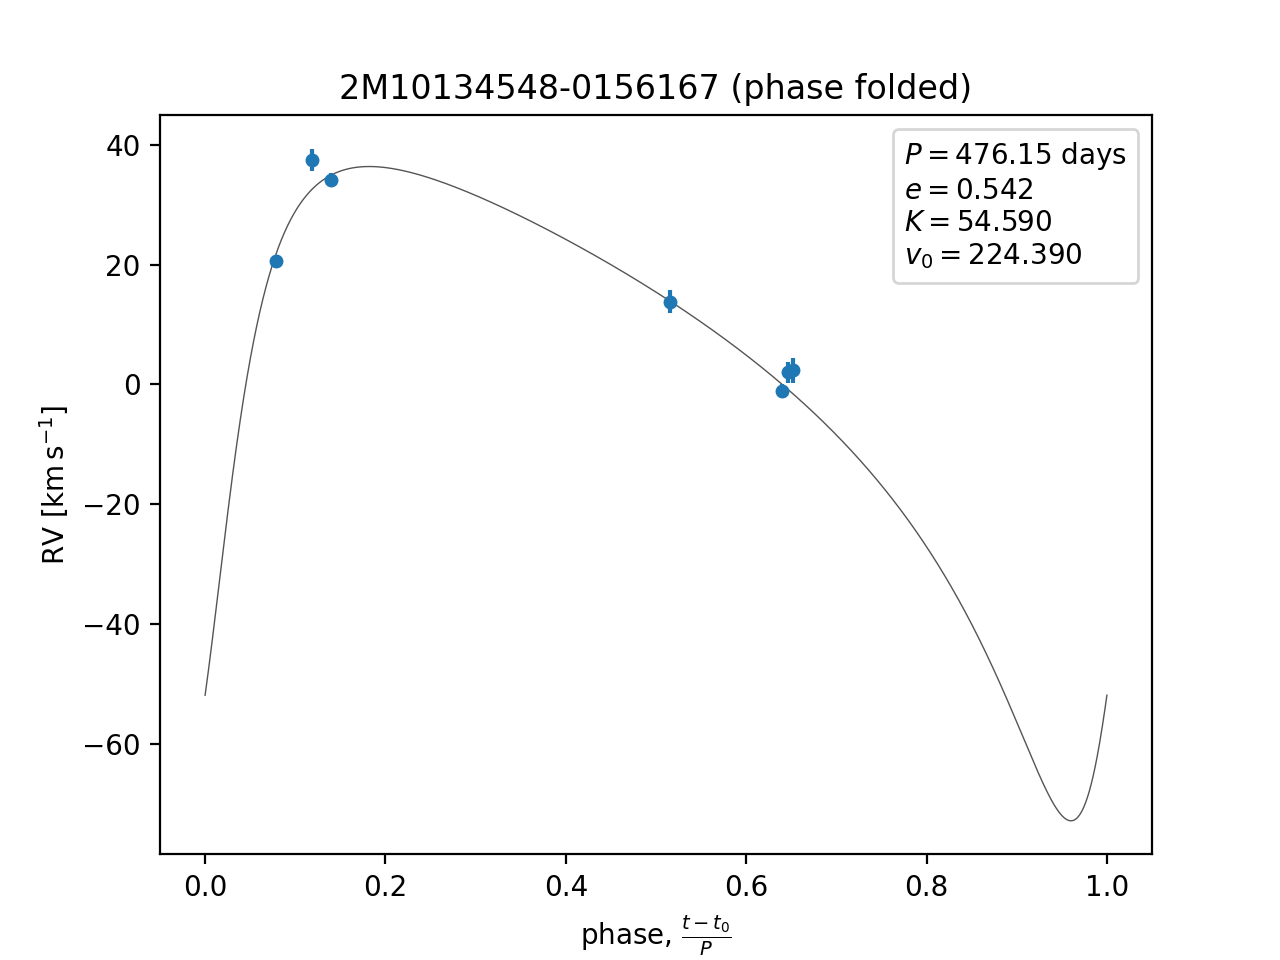 2M10134548-0156167 (phase folded)
P = 476.15 days
e = 0.542
K = 54.590
v₀ = 224.390
RV [km s⁻¹]
40
20
0
−20
−40
−60
0.0 0.2 0.4 0.6 0.8 1.0
phase, (t − t₀)/P